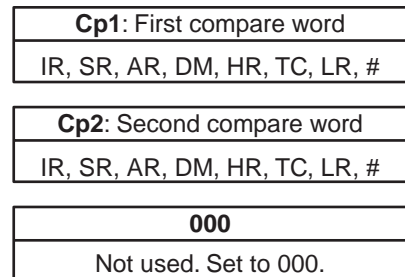 Cp1: First compare word
IR, SR, AR, DM, HR, TC, LR, #
Cp2: Second compare word
IR, SR, AR, DM, HR, TC, LR, #
000
Not used. Set to 000.